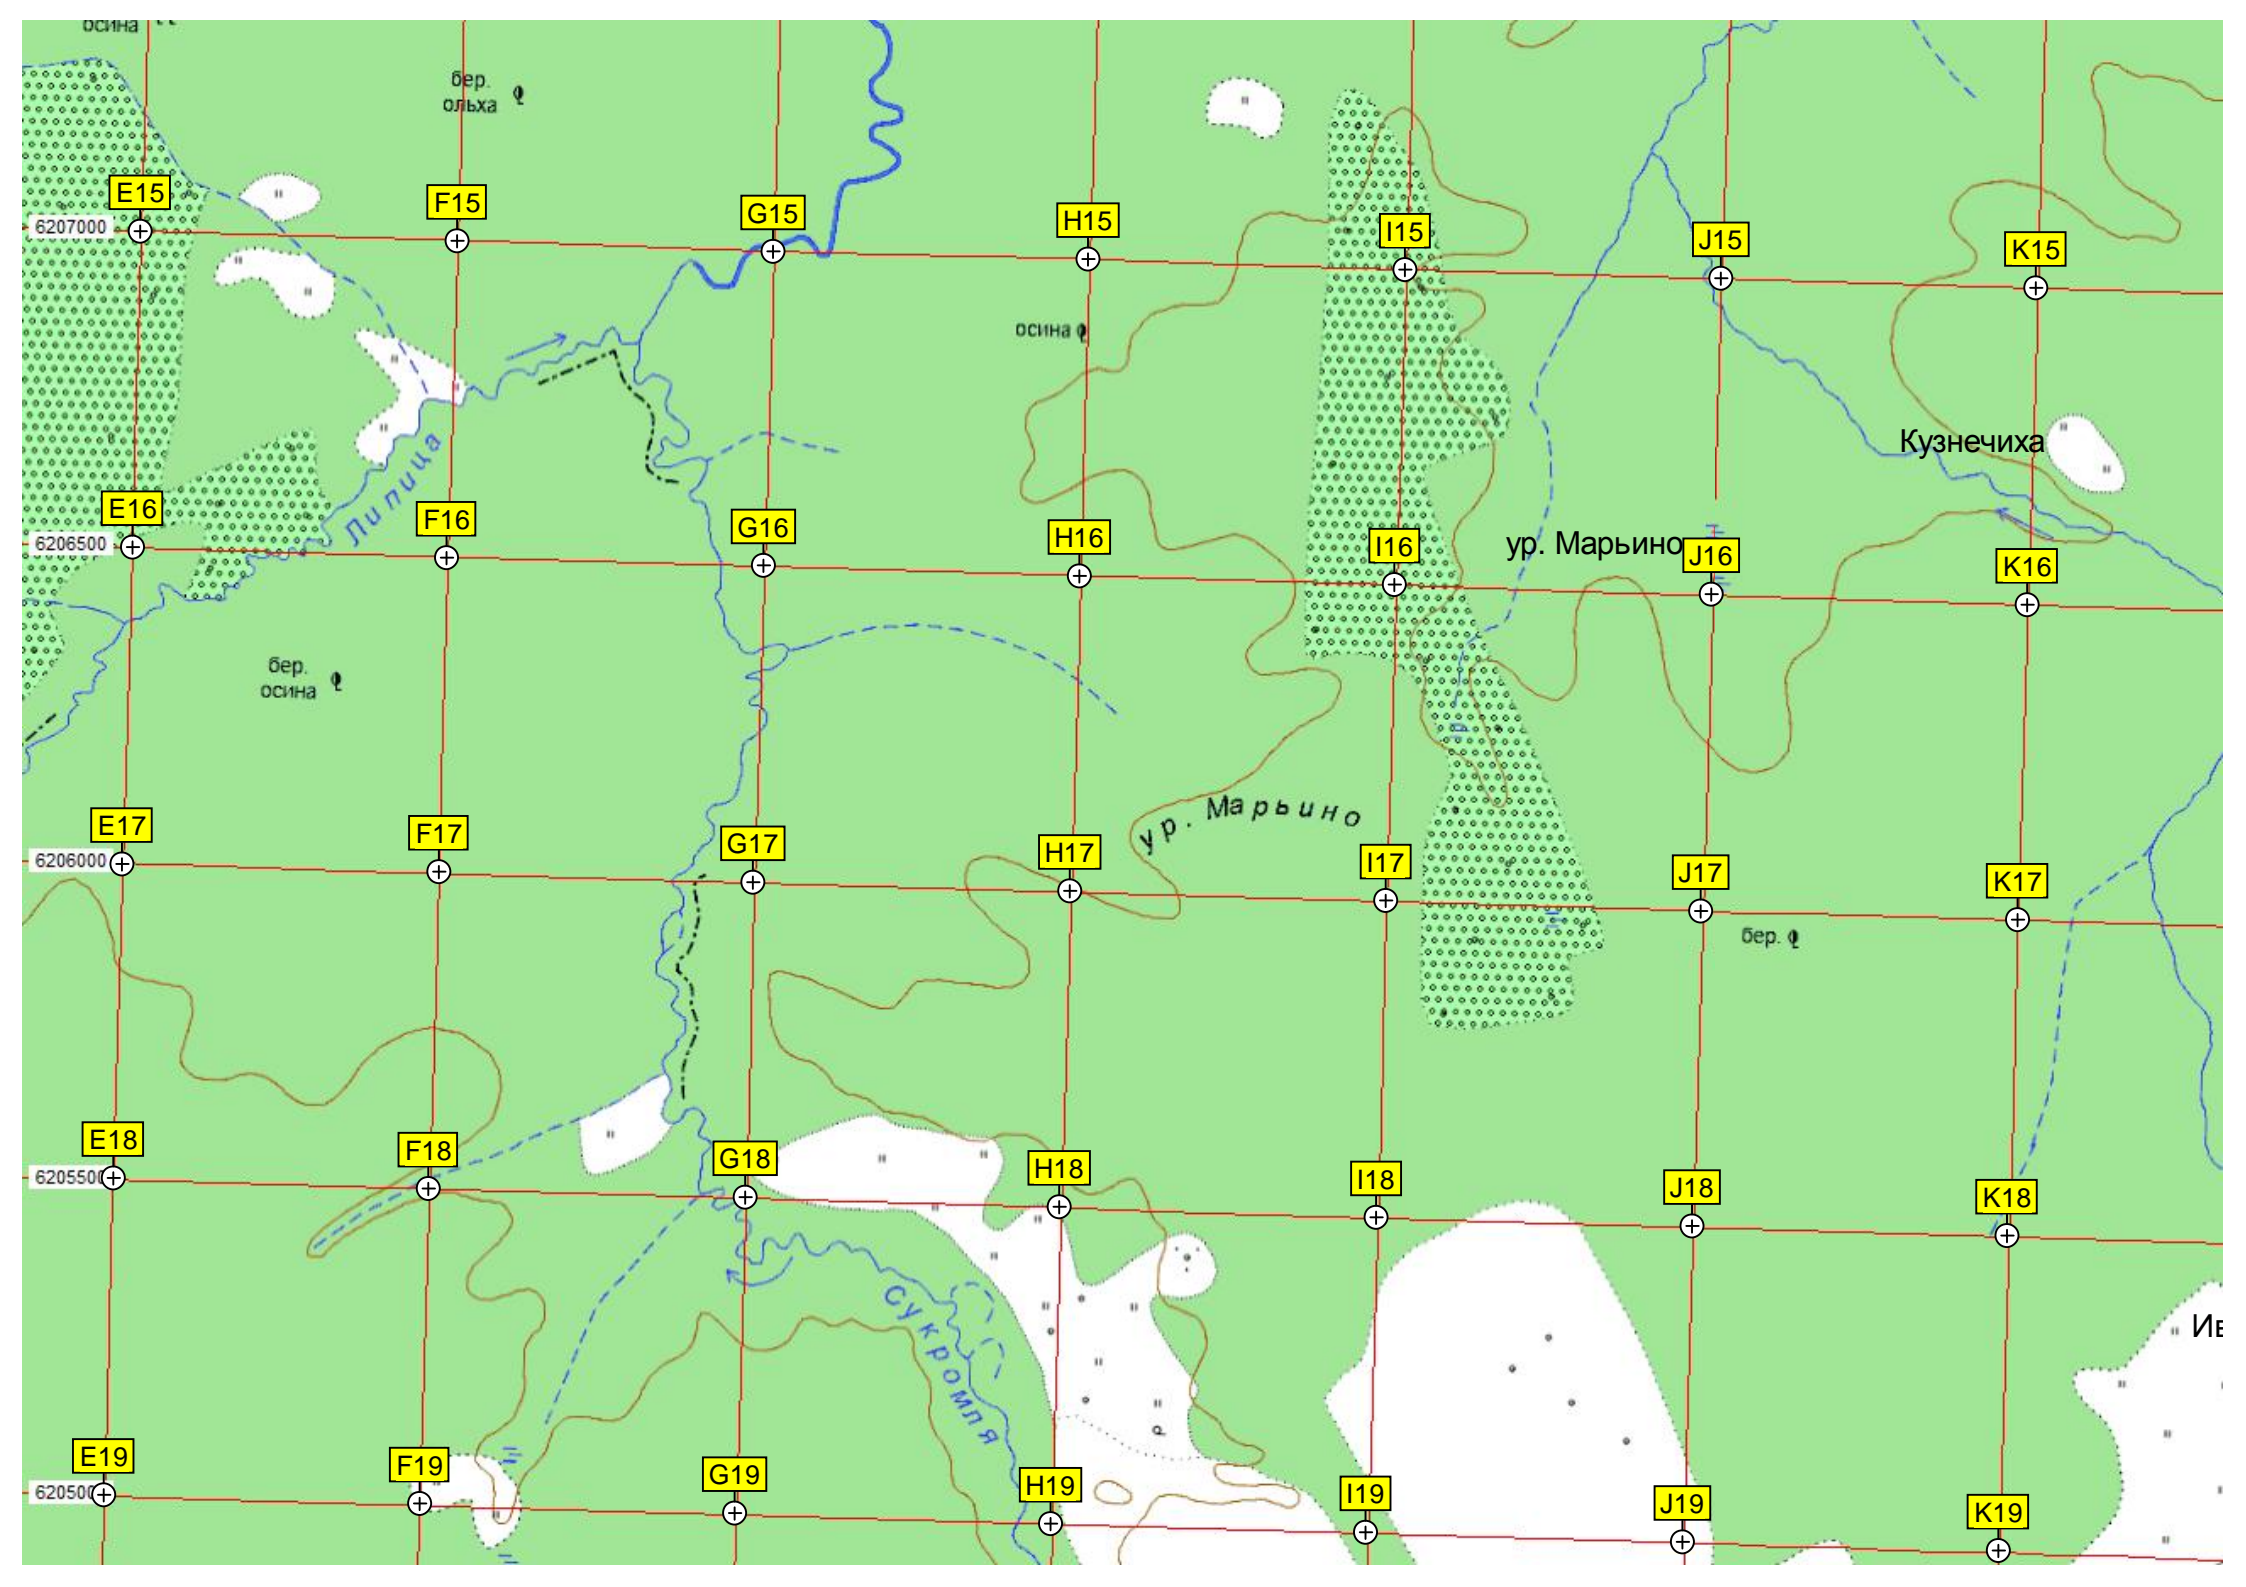 осина
бер.
ольха
E15
F15
G15
H15
I15
J15
K15
6207000
осина
Липица
Кузнечиха
E16
F16
G16
H16
I16
ур. Марьино
J16
K16
6206500
бер.
осина
ур. Марьино
E17
F17
G17
H17
I17
J17
K17
6206000
бер.
E18
F18
G18
H18
I18
J18
K18
6205500
Сукромля
р
E19
F19
G19
H19
I19
J19
K19